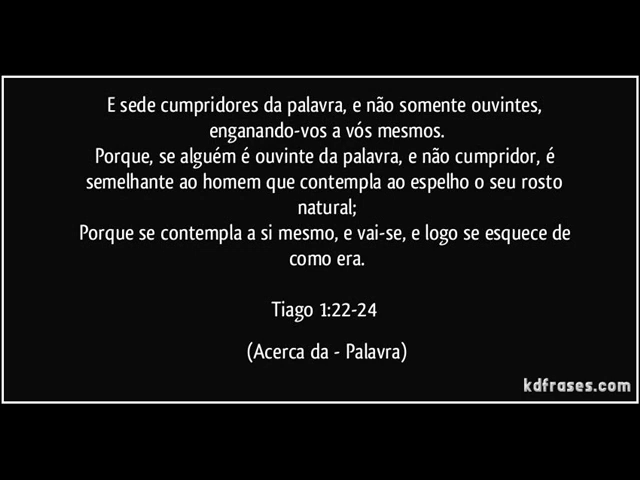 E sede cumpridores da palavra, e não somente ouvintes,
enganando-vos a vós mesmos.
Porque, se alguém é ouvinte da palavra, e não cumpridor, é
semelhante ao homem que contempla ao espelho o seu rosto
natural;
Porque se contempla a si mesmo, e vai-se, e logo se esquece de
como era.
Tiago 1:22-24
(Acerca da - Palavra)
kdfrases.com